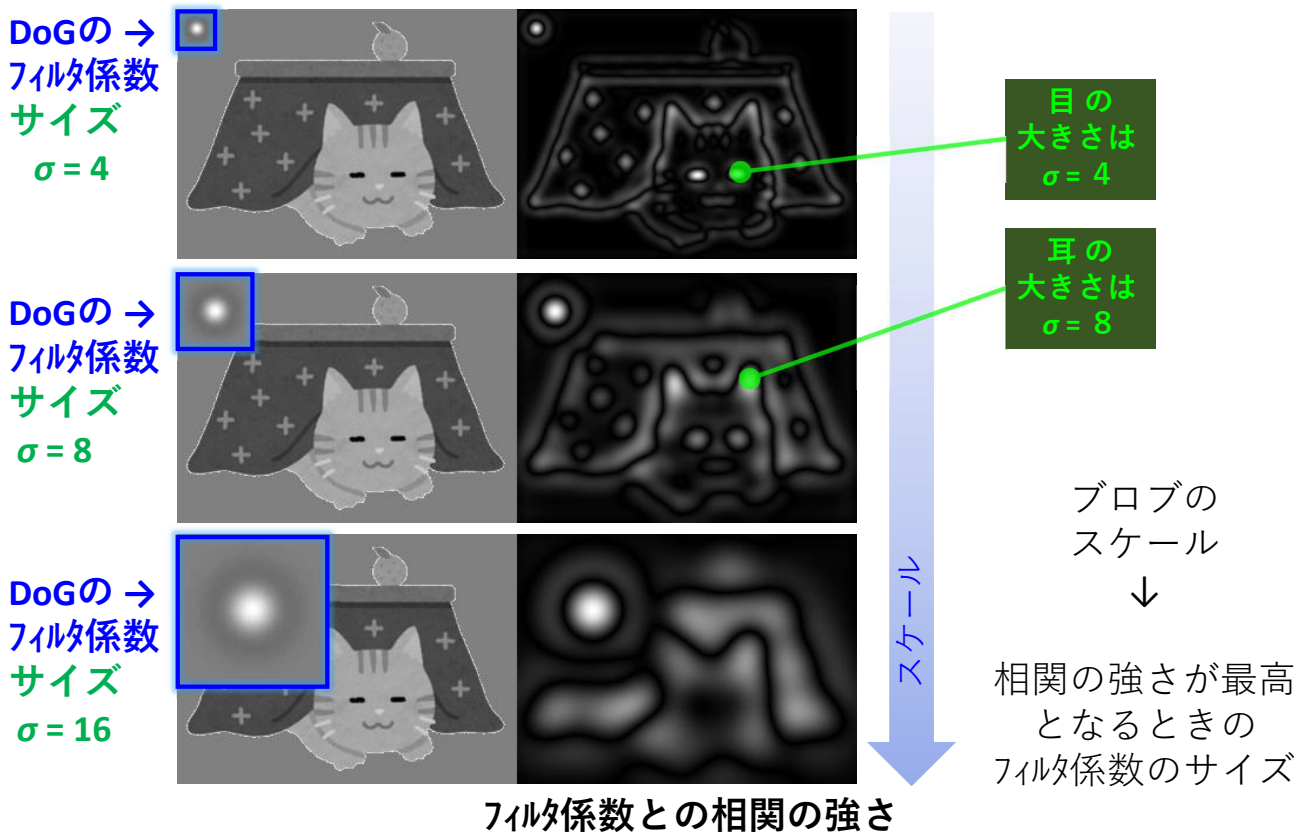 DoGの →
ﾌｨﾙﾀ係数
サイズ
σ = 4
目 の
大きさは
σ = 4
耳 の
大きさは
σ = 8
DoGの →
ﾌｨﾙﾀ係数
サイズ
σ = 8
DoGの →
ﾌｨﾙﾀ係数
サイズ
σ = 16
スケール
ブロブの
スケール
↓
相関の強さが最高
となるときの
ﾌｨﾙﾀ係数のサイズ
ﾌｨﾙﾀ係数との相関の強さ